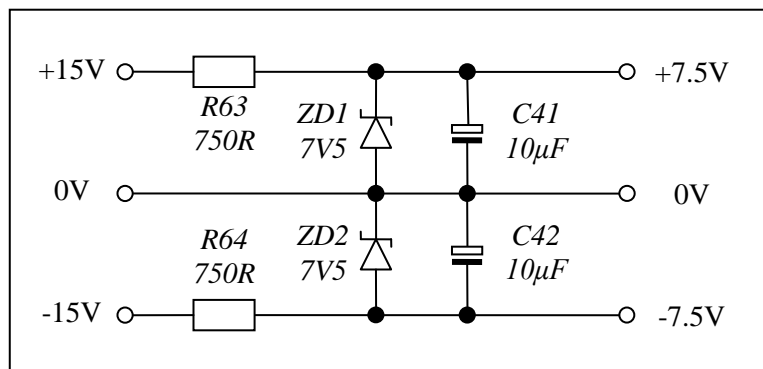 +15V
+7.5V
R63
750R
ZD1
7V5
C41
10µF
0V
0V
R64
750R
ZD2
7V5
C42
10µF
-15V
-7.5V